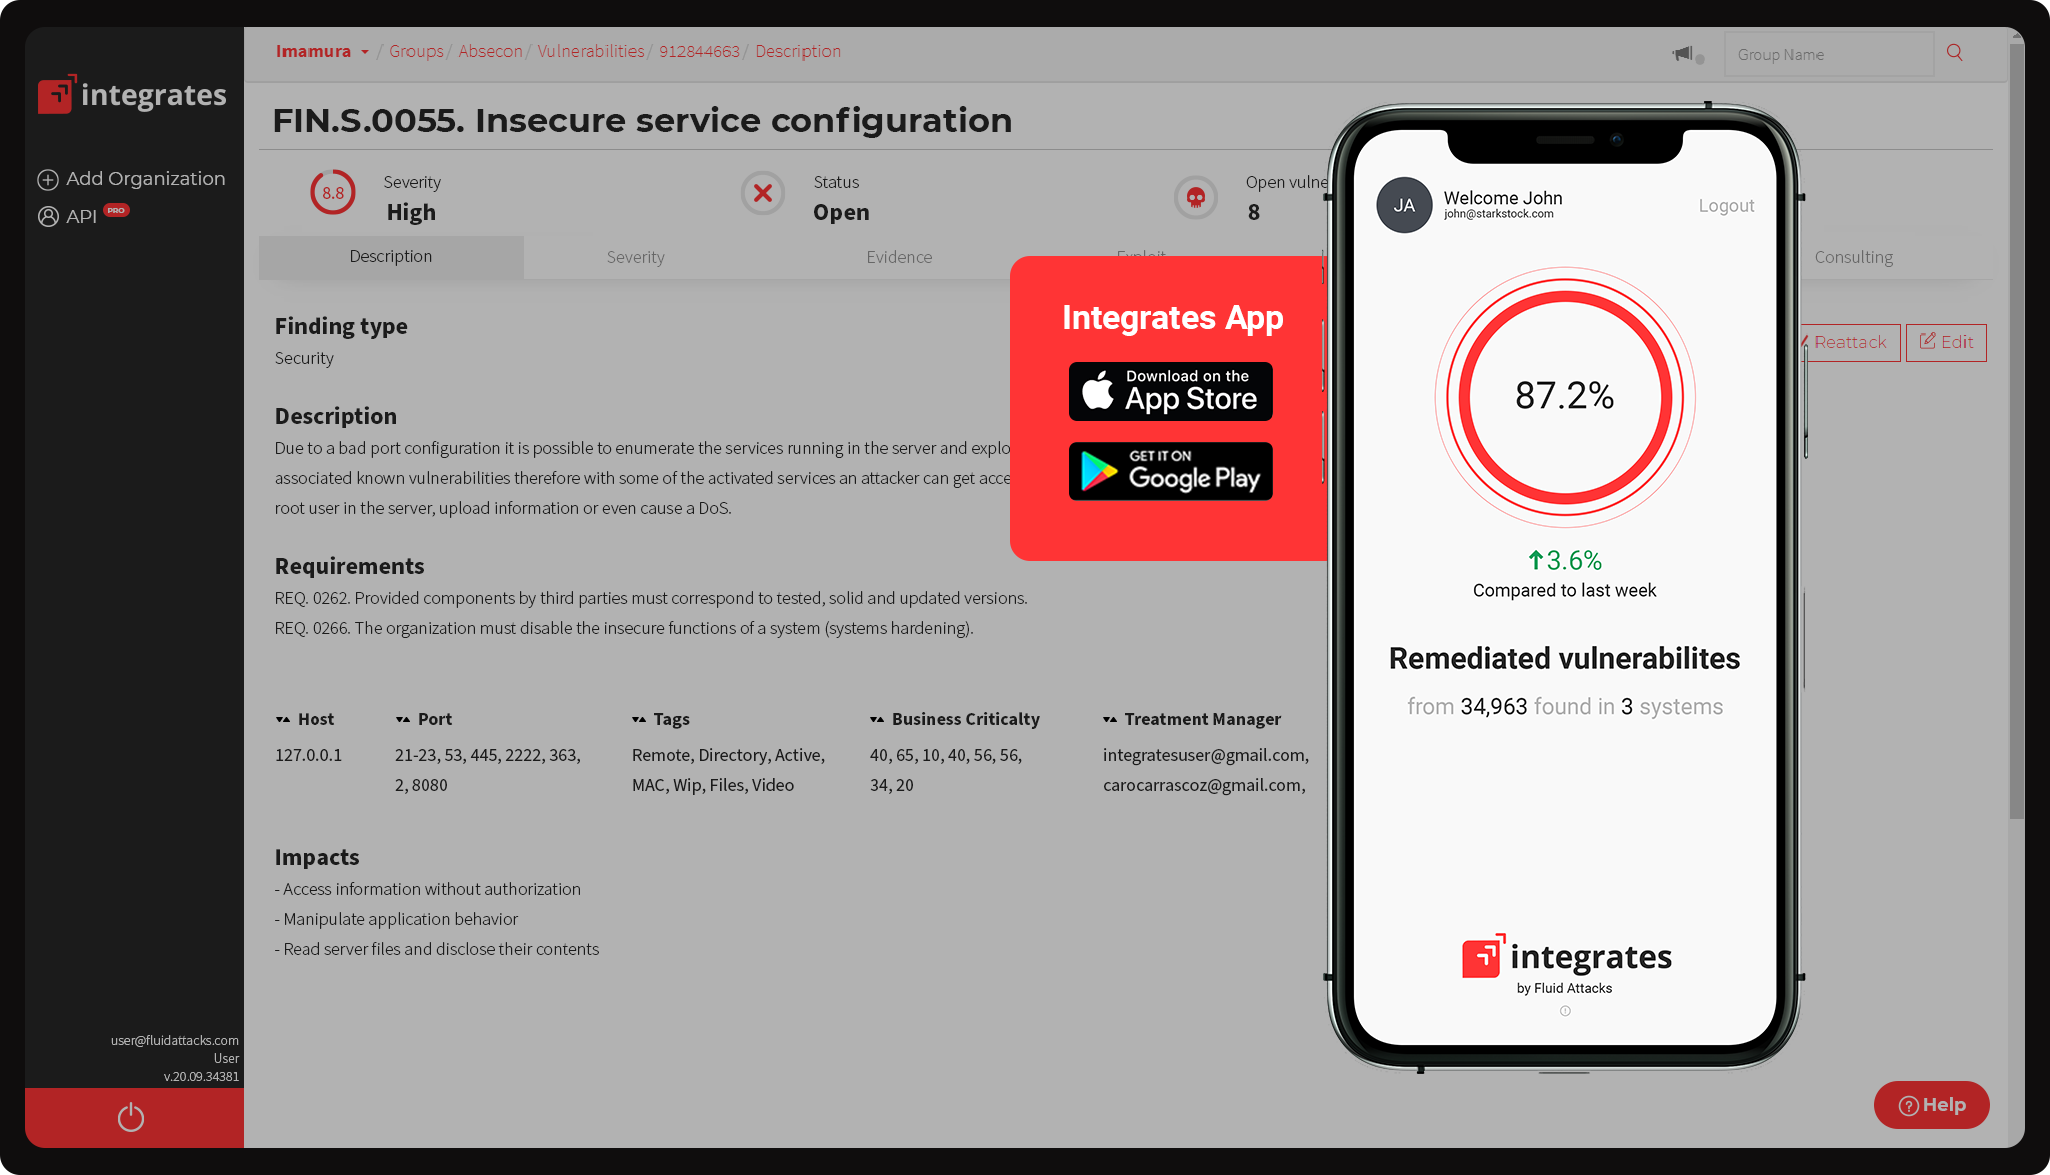 integrates
Add Organization
API PRO
user@fluidattacks.com
User
v.20.09.34381
Imamura / Groups / Absecon / Vulnerabilities / 912844663 / Description
Group Name
FIN.S.0055. Insecure service configuration
8.8
Severity
High
Status
Open
Open vulne
8
Description
Severity
Evidence
Exploit
Consulting
Reattack
Edit
Finding type
Security
Description
Due to a bad port configuration it is possible to enumerate the services running in the server and explo
associated known vulnerabilities therefore with some of the activated services an attacker can get acce
root user in the server, upload information or even cause a DoS.
Requirements
REQ. 0262. Provided components by third parties must correspond to tested, solid and updated versions.
REQ. 0266. The organization must disable the insecure functions of a system (systems hardening).
Host Port Tags Business Criticalty Treatment Manager
127.0.0.1 21-23, 53, 445, 2222, 363, Remote, Directory, Active, 40, 65, 10, 40, 56, 56, integratesuser@gmail.com,
2, 8080 MAC, Wip, Files, Video 34, 20 carocarrascoz@gmail.com,
Impacts
- Access information without authorization
- Manipulate application behavior
- Read server files and disclose their contents
Integrates App
Download on the
App Store
GET IT ON
Google Play
JA
Welcome John
john@starkstock.com
Logout
87.2%
3.6%
Compared to last week
Remediated vulnerabilites
from 34,963 found in 3 systems
integrates
by Fluid Attacks
Help